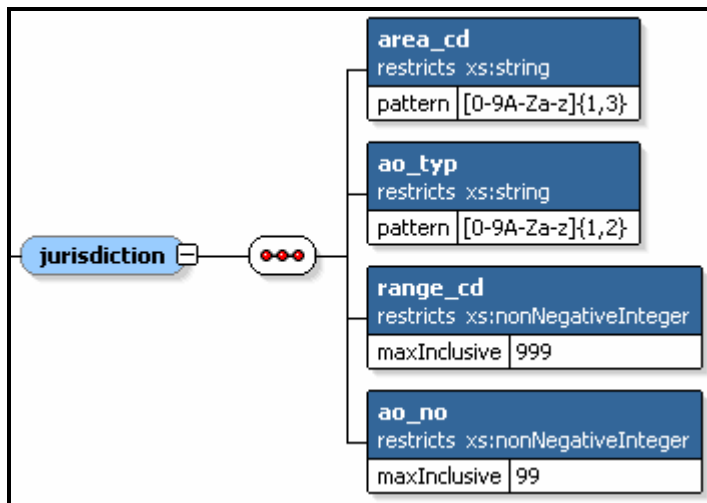 area_cd
restricts xs:string
pattern [0-9A-Za-z]{1,3}
ao_typ
restricts xs:string
pattern [0-9A-Za-z]{1,2}
jurisdiction
range_cd
restricts xs:nonNegativeInteger
maxInclusive 999
ao_no
restricts xs:nonNegativeInteger
maxInclusive 99